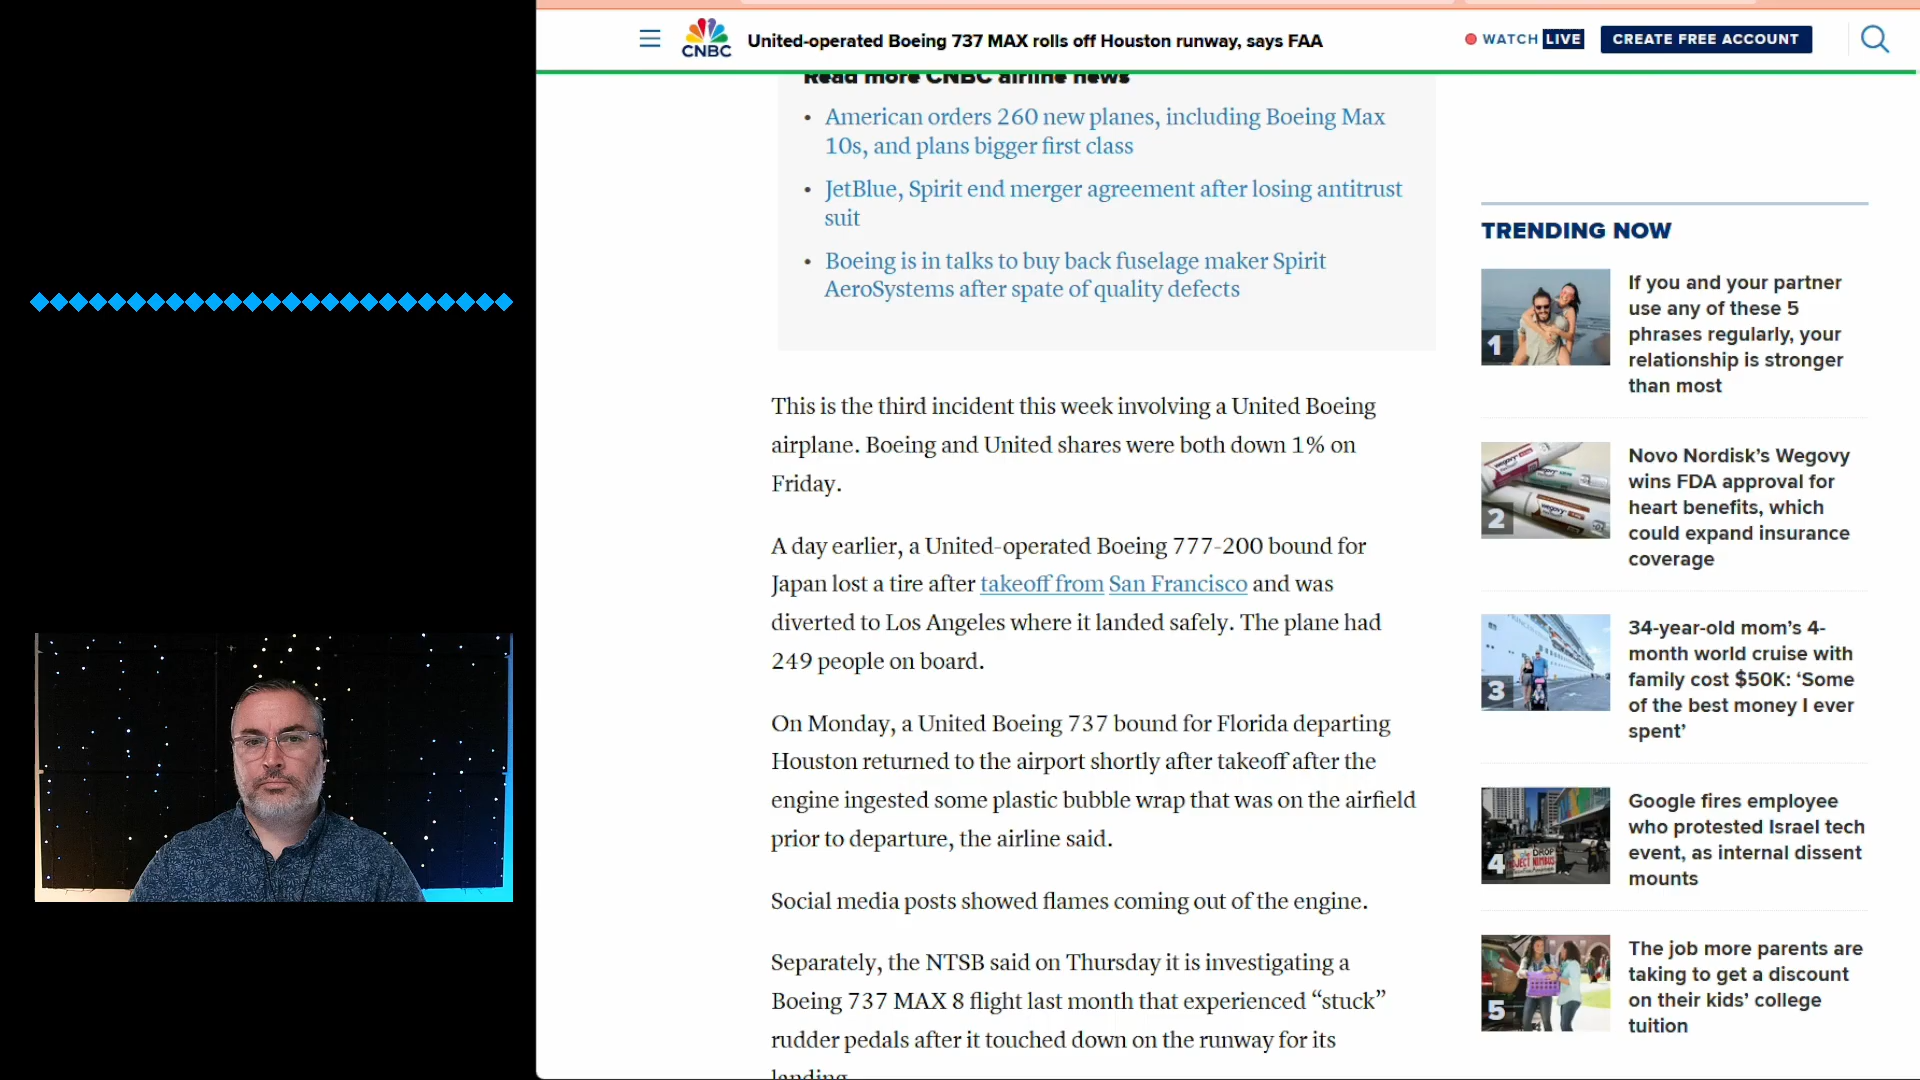 CNBC
United-operated Boeing 737 MAX rolls off Houston runway, says FAA
WATCH LIVE
CREATE FREE ACCOUNT
Read more CNBC airline news
• American orders 260 new planes, including Boeing Max
10s, and plans bigger first class
• JetBlue, Spirit end merger agreement after losing antitrust
suit
• Boeing is in talks to buy back fuselage maker Spirit
AeroSystems after spate of quality defects
This is the third incident this week involving a United Boeing
airplane. Boeing and United shares were both down 1% on
Friday.
A day earlier, a United-operated Boeing 777-200 bound for
Japan lost a tire after takeoff from San Francisco and was
diverted to Los Angeles where it landed safely. The plane had
249 people on board.
On Monday, a United Boeing 737 bound for Florida departing
Houston returned to the airport shortly after takeoff after the
engine ingested some plastic bubble wrap that was on the airfield
prior to departure, the airline said.
Social media posts showed flames coming out of the engine.
Separately, the NTSB said on Thursday it is investigating a
Boeing 737 MAX 8 flight last month that experienced “stuck”
rudder pedals after it touched down on the runway for its
landing.
TRENDING NOW
1
If you and your partner
use any of these 5
phrases regularly, your
relationship is stronger
than most
2
Novo Nordisk’s Wegovy
wins FDA approval for
heart benefits, which
could expand insurance
coverage
3
34-year-old mom’s 4-
month world cruise with
family cost $50K: ‘Some
of the best money I ever
spent’
4
Google fires employee
who protested Israel tech
event, as internal dissent
mounts
5
The job more parents are
taking to get a discount
on their kids’ college
tuition